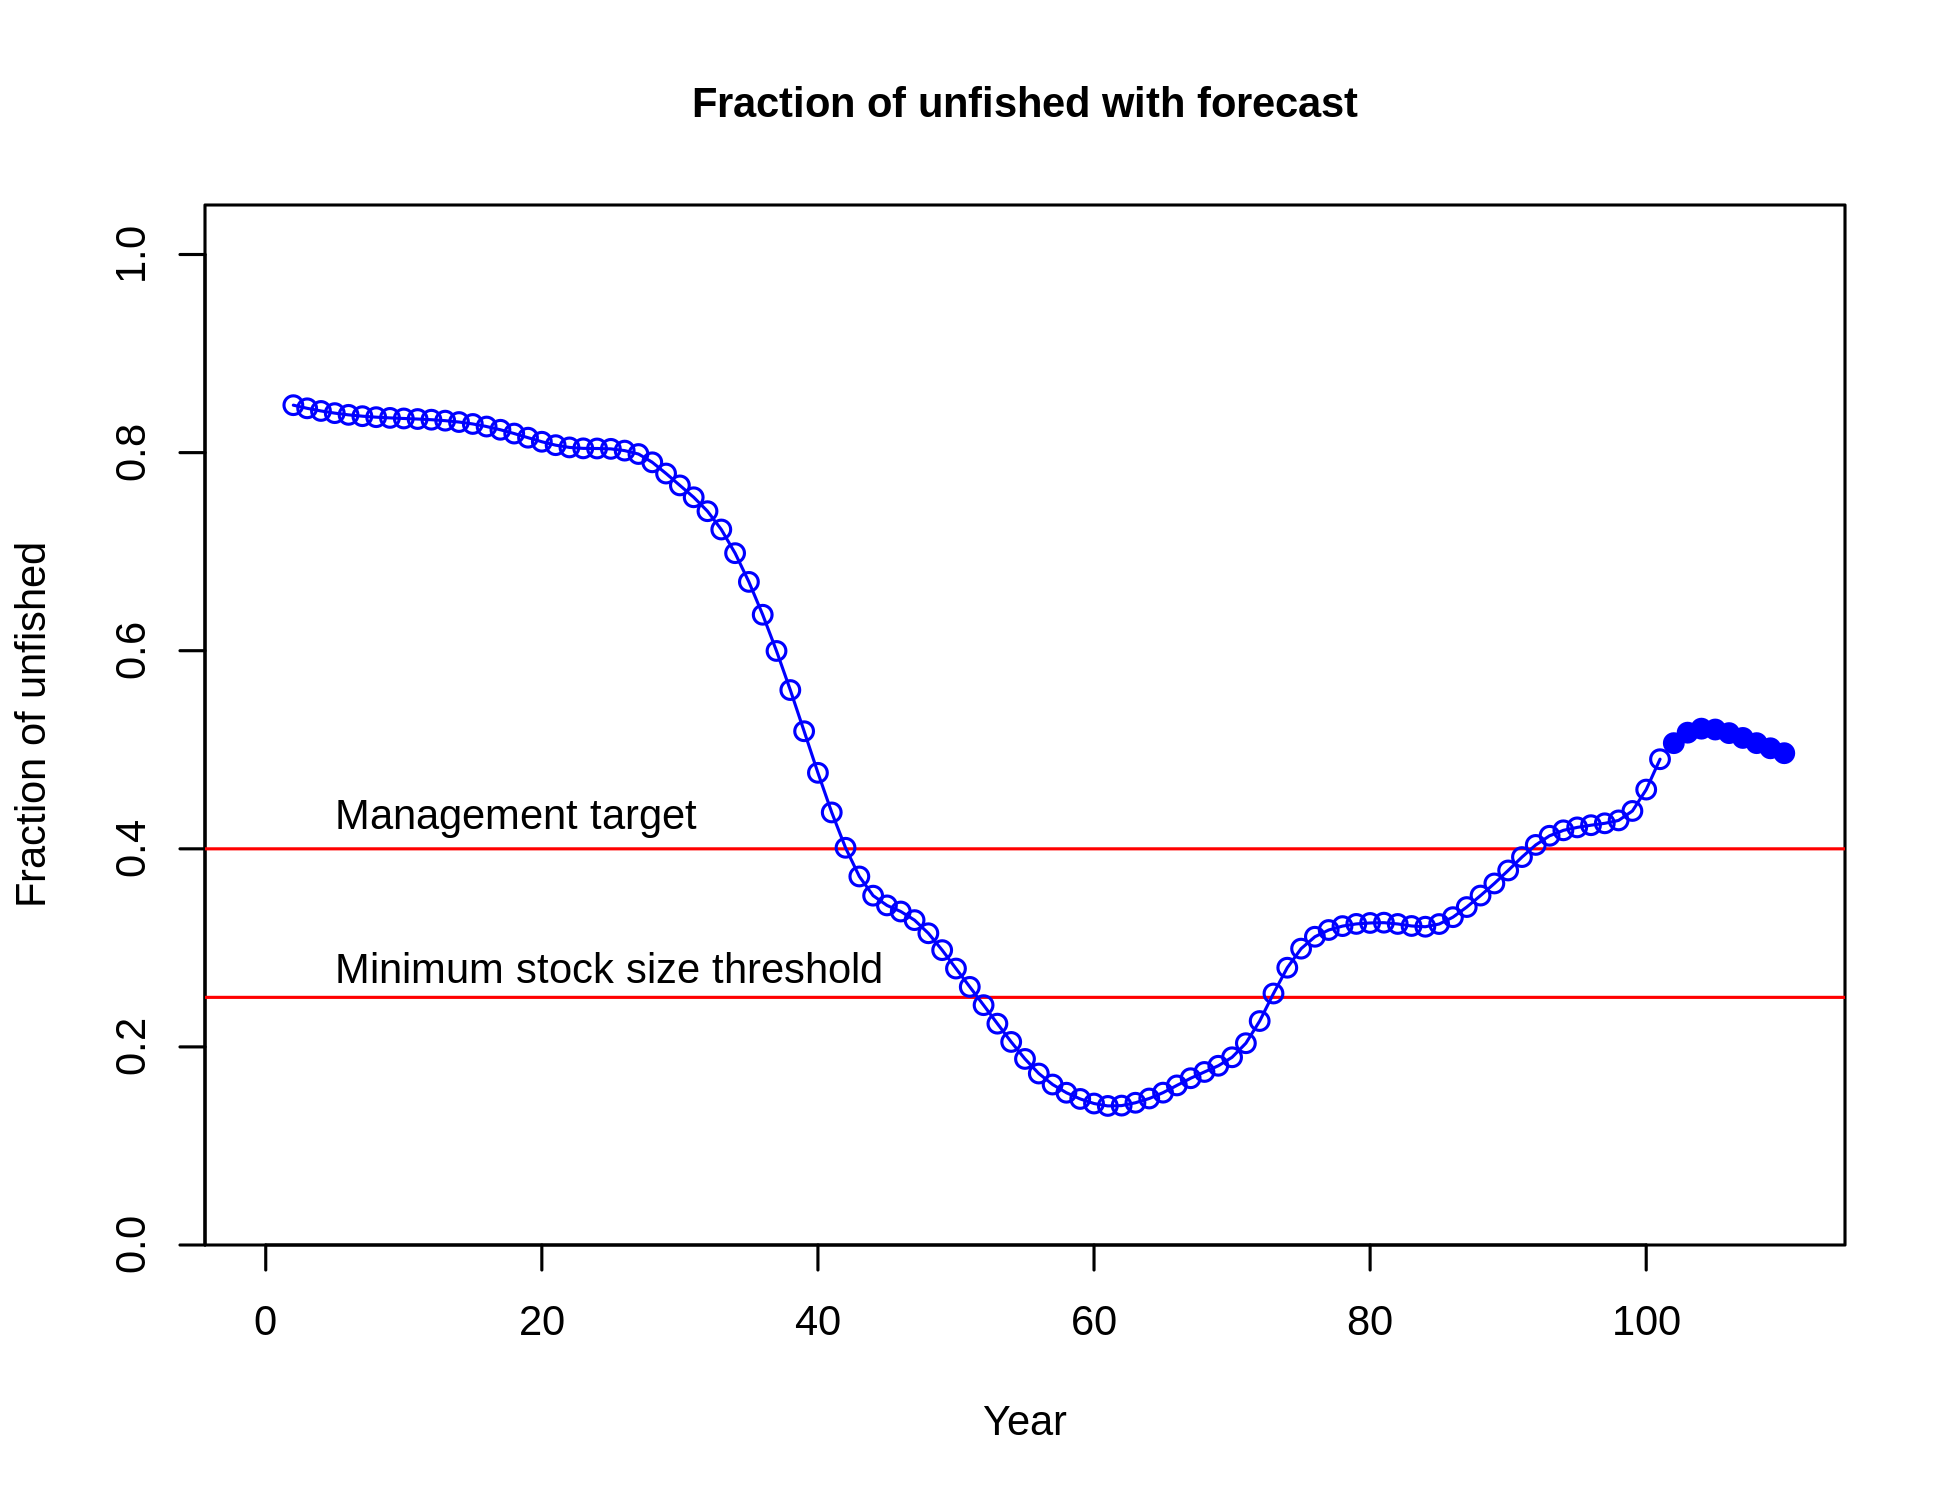 Fraction of unfished with forecast
1.0
0.8
0.6
0.4
0.2
0.0
Fraction of unfished
Management target
Minimum stock size threshold
0 20 40 60 80 100
Year